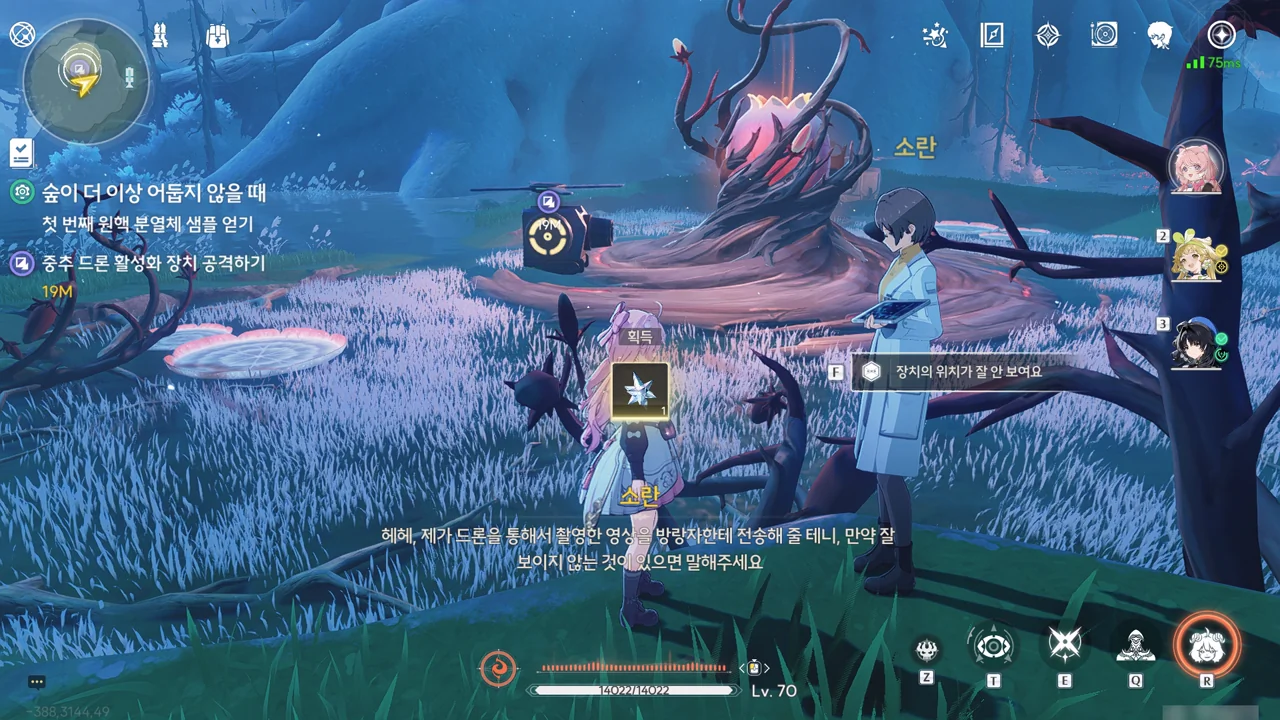 75ms
소란
숲이 더 이상 어둡지 않을 때
첫 번째 원핵 분열체 샘플 얻기
중추 드론 활성화 장치 공격하기
19M
19M
2
3
획득
1
F
장치의 위치가 잘 안 보여요
소란
헤헤, 제가 드론을 통해서 촬영한 영상을 방랑자한테 전송해 줄 테니, 만약 잘
보이지 않는 것이 있으면 말해주세요
14022/14022
Lv. 70
Z
T
E
Q
R
-388,3144,49